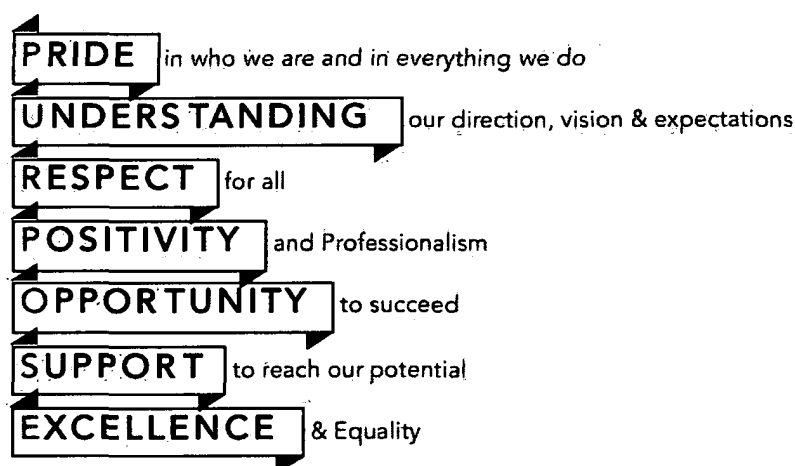 PRIDE in who we are and in everything we do
UNDERSTANDING our direction, vision & expectations
RESPECT for all
POSITIVITY and Professionalism
OPPORTUNITY to succeed
SUPPORT to reach our potential
EXCELLENCE & Equality